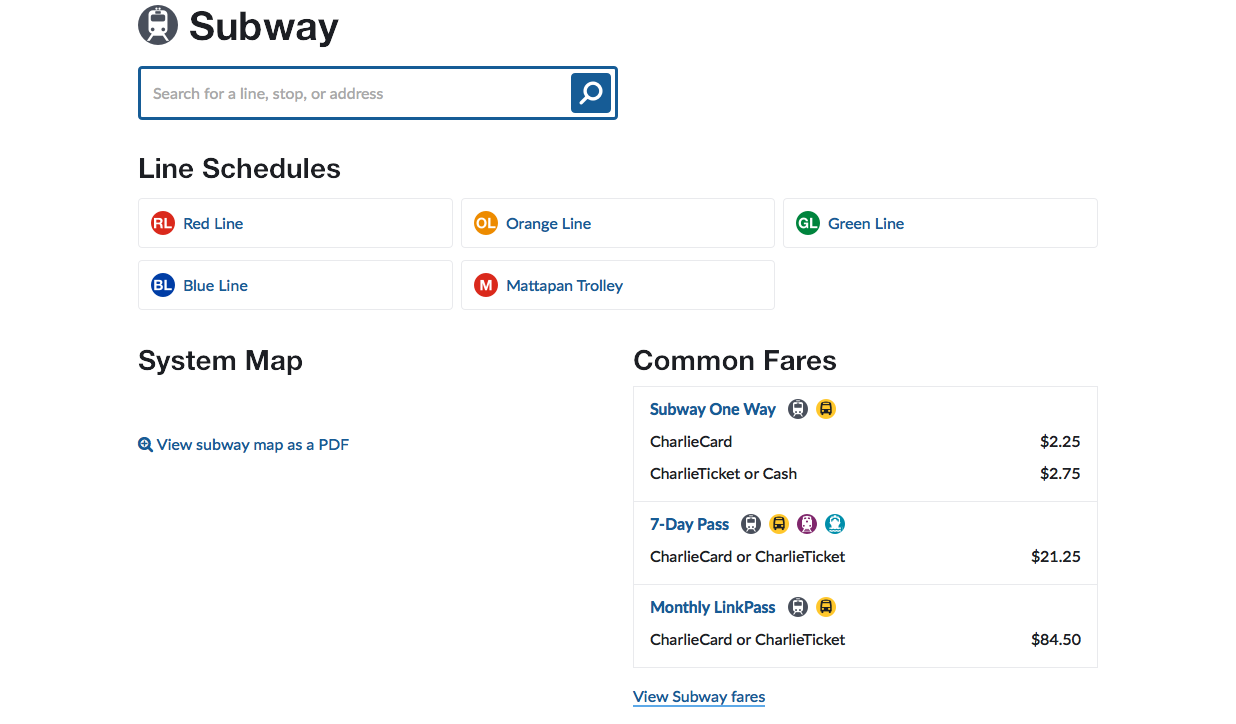 Subway
Search for a line, stop, or address
Line Schedules
RL Red Line
OL Orange Line
GL Green Line
BL Blue Line
M Mattapan Trolley
System Map
View subway map as a PDF
Common Fares
Subway One Way
CharlieCard $2.25
CharlieTicket or Cash $2.75
7-Day Pass
CharlieCard or CharlieTicket $21.25
Monthly LinkPass
CharlieCard or CharlieTicket $84.50
View Subway fares